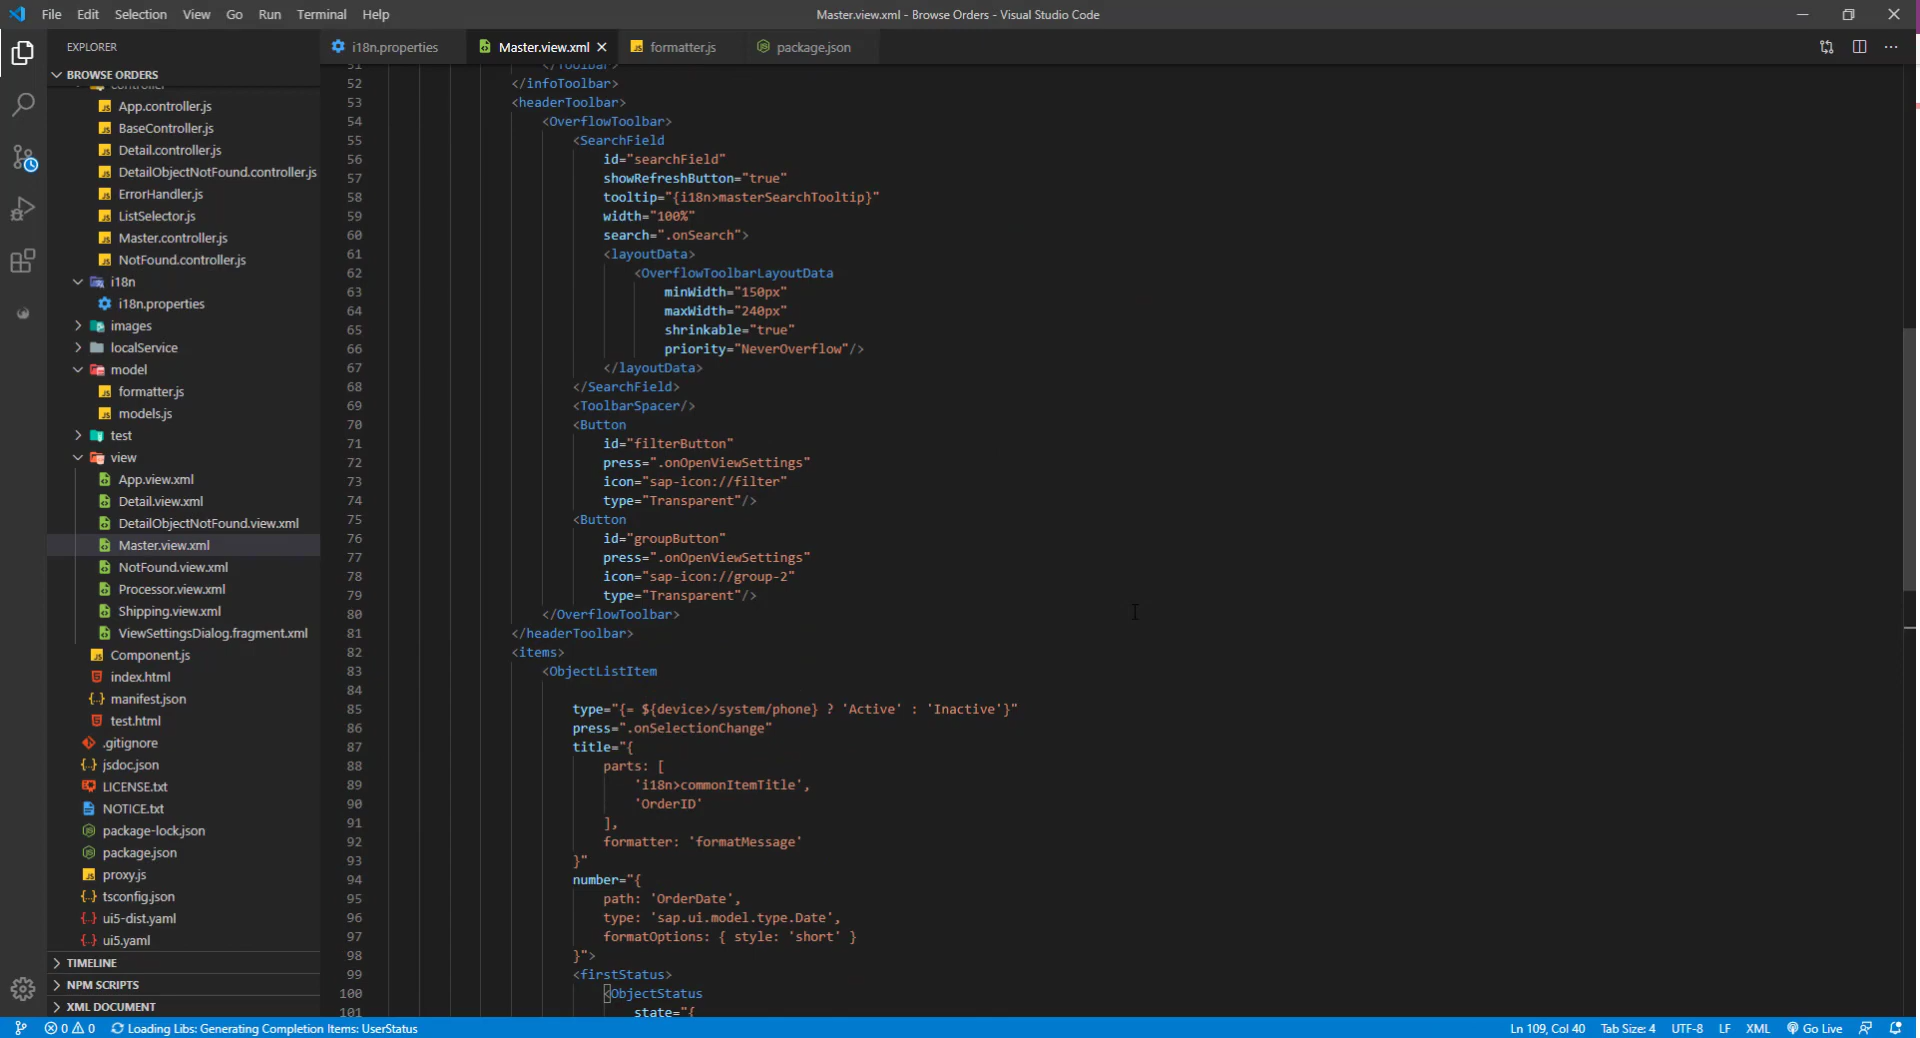 File Edit Selection View Go Run Terminal Help
Master.view.xml - Browse Orders - Visual Studio Code
EXPLORER
BROWSE ORDERS
controller
App.controller.js
BaseController.js
Detail.controller.js
DetailObjectNotFound.controller.js
ErrorHandler.js
ListSelector.js
Master.controller.js
NotFound.controller.js
i18n
i18n.properties
images
localService
model
formatter.js
models.js
test
view
App.view.xml
Detail.view.xml
DetailObjectNotFound.view.xml
Master.view.xml
NotFound.view.xml
Processor.view.xml
Shipping.view.xml
ViewSettingsDialog.fragment.xml
Component.js
index.html
manifest.json
test.html
.gitignore
jsdoc.json
LICENSE.txt
NOTICE.txt
package-lock.json
package.json
proxy.js
tsconfig.json
ui5-dist.yaml
ui5.yaml
TIMELINE
NPM SCRIPTS
XML DOCUMENT
i18n.properties Master.view.xml formatter.js package.json
51 </Toolbar>
52 </infoToolbar>
53 <headerToolbar>
54 <OverflowToolbar>
55 <SearchField
56 id="searchField"
57 showRefreshButton="true"
58 tooltip="{i18n>masterSearchTooltip}"
59 width="100%"
60 search=".onSearch">
61 <layoutData>
62 <OverflowToolbarLayoutData
63 minWidth="150px"
64 maxWidth="240px"
65 shrinkable="true"
66 priority="NeverOverflow"/>
67 </layoutData>
68 </SearchField>
69 <ToolbarSpacer/>
70 <Button
71 id="filterButton"
72 press=".onOpenViewSettings"
73 icon="sap-icon://filter"
74 type="Transparent"/>
75 <Button
76 id="groupButton"
77 press=".onOpenViewSettings"
78 icon="sap-icon://group-2"
79 type="Transparent"/>
80 </OverflowToolbar>
81 </headerToolbar>
82 <items>
83 <ObjectListItem
84
85 type="{= ${device>/system/phone} ? 'Active' : 'Inactive'}"
86 press=".onSelectionChange"
87 title="{
88 parts: [
89 'i18n>commonItemTitle',
90 'OrderID'
91 ],
92 formatter: 'formatMessage'
93 }"
94 number="{
95 path: 'OrderDate',
96 type: 'sap.ui.model.type.Date',
97 formatOptions: { style: 'short' }
98 }">
99 <firstStatus>
100 <ObjectStatus
101 state="{
0 0 Loading Libs: Generating Completion Items: UserStatus
Ln 109, Col 40 Tab Size: 4 UTF-8 LF XML Go Live